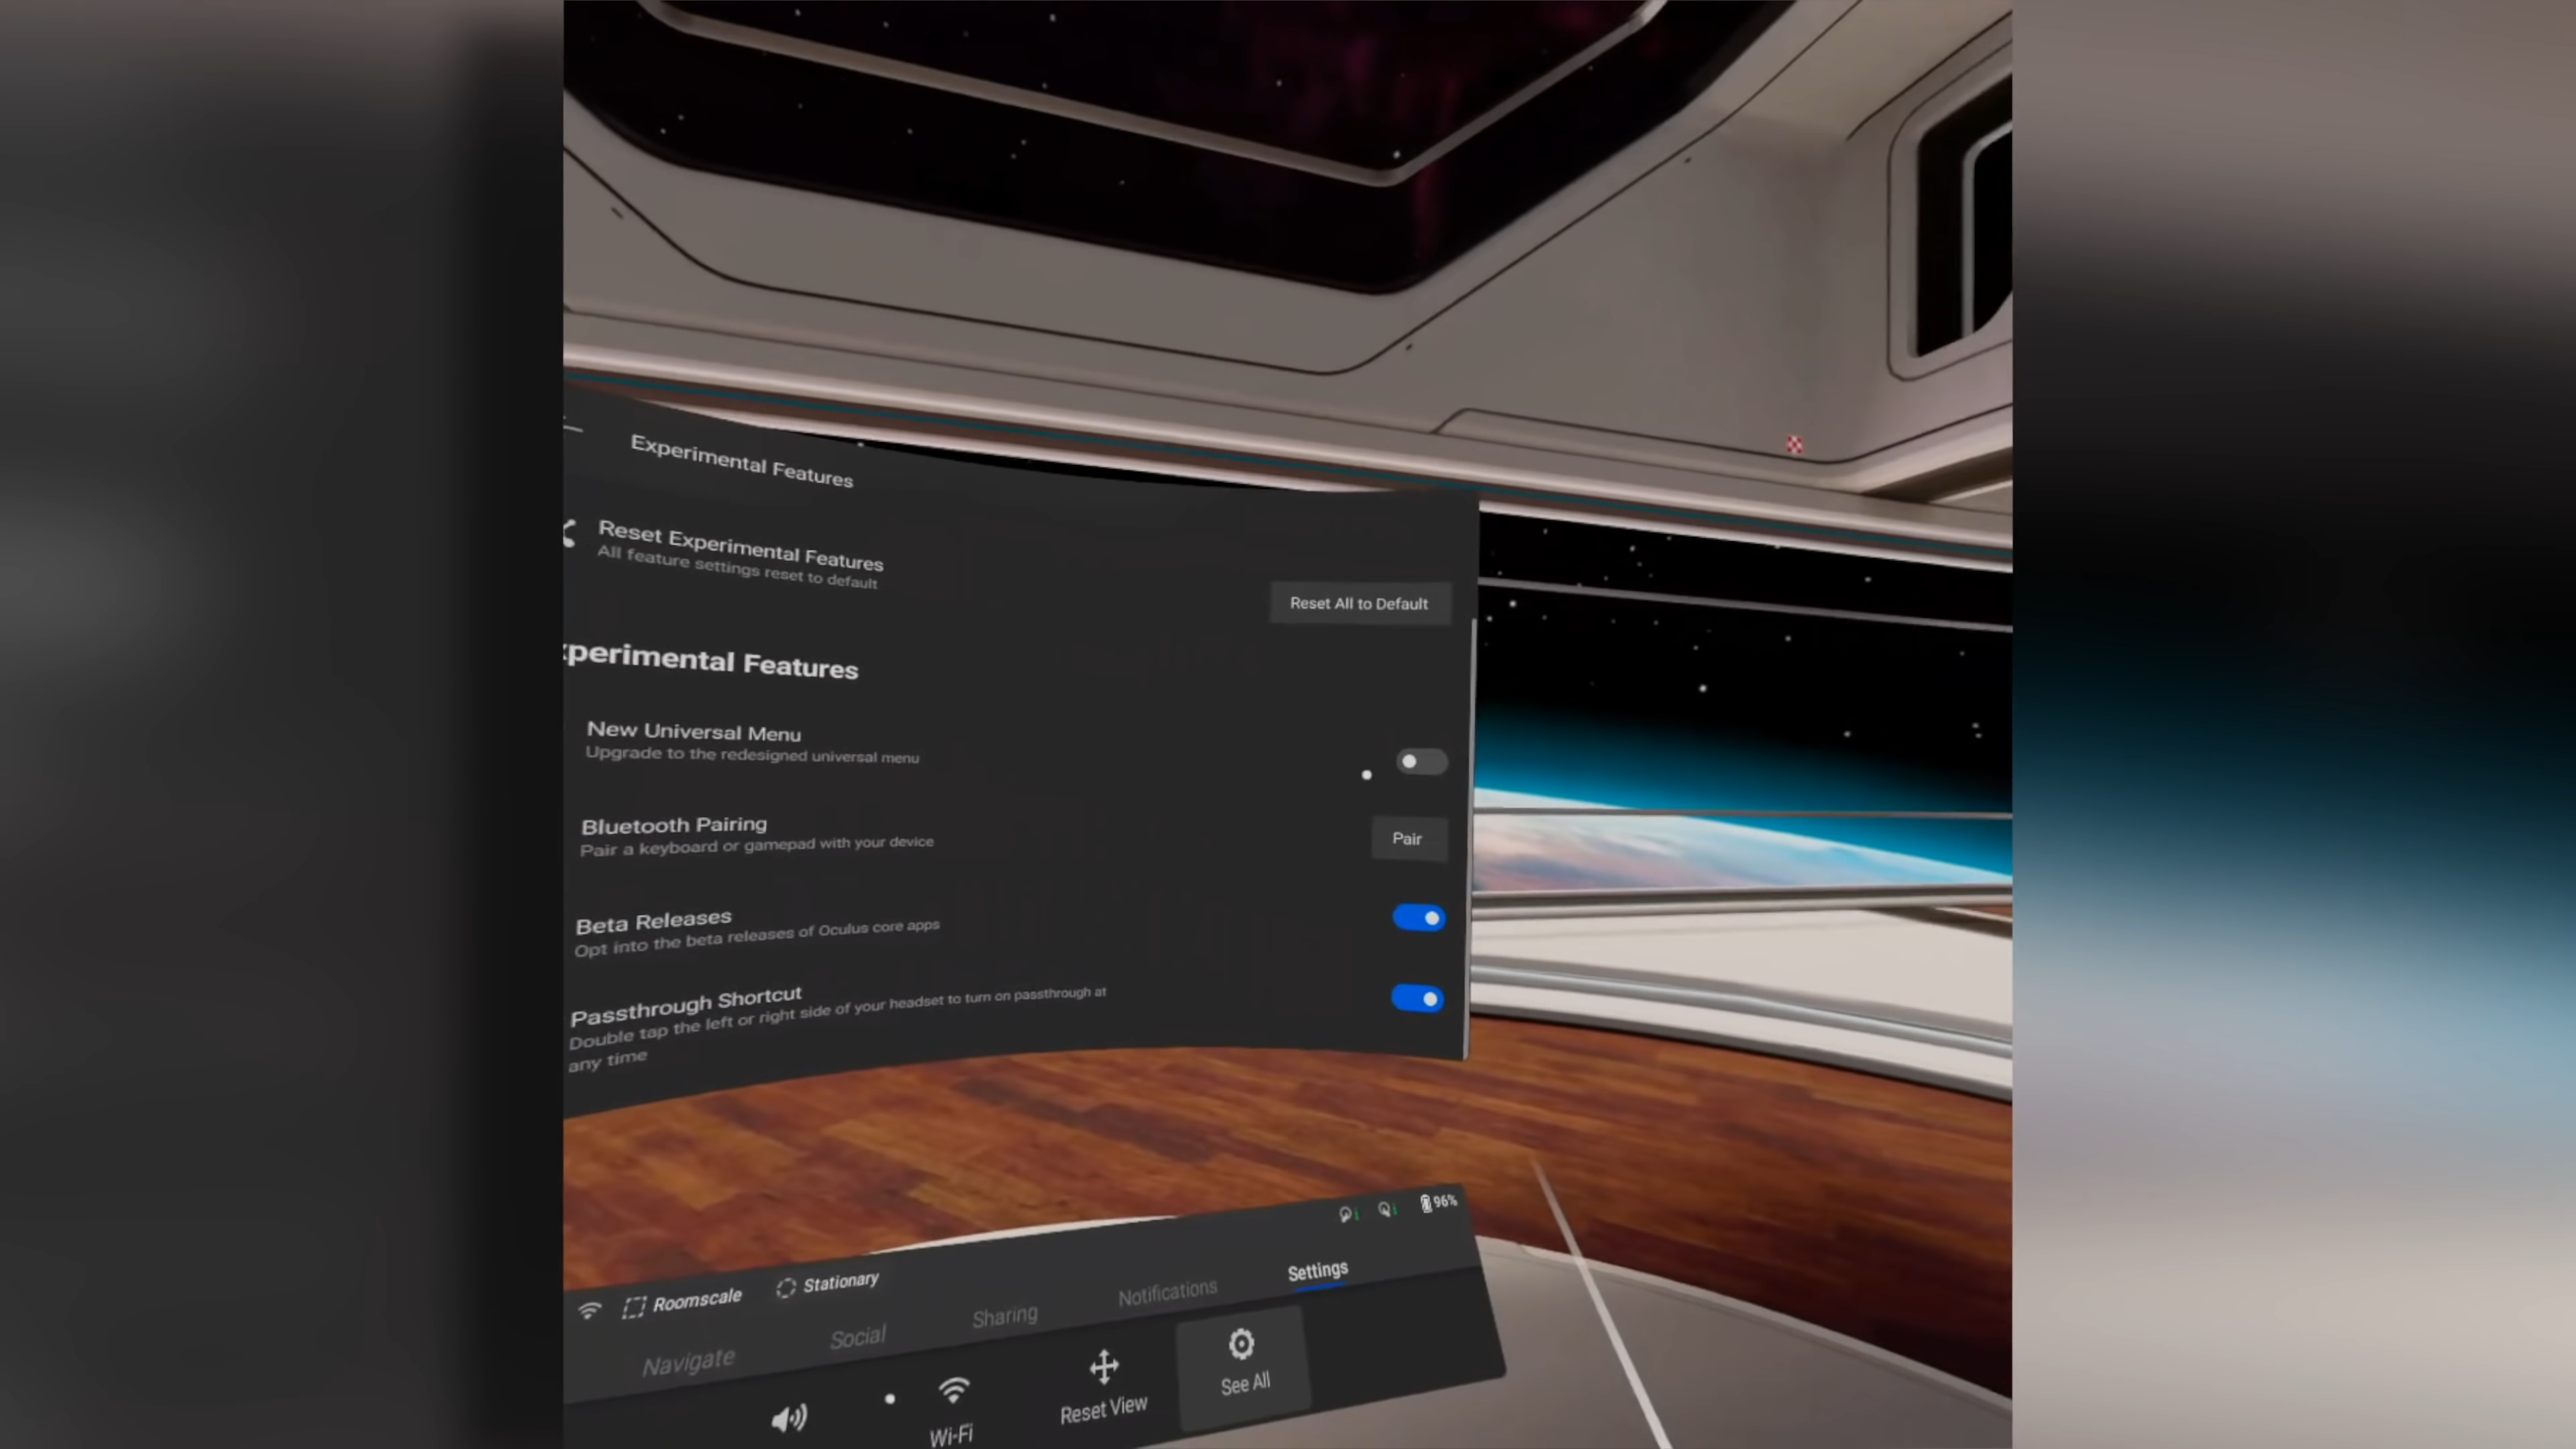 Experimental Features
Reset Experimental Features
All feature settings reset to default
Reset All to Default
xperimental Features
New Universal Menu
Upgrade to the redesigned universal menu
Bluetooth Pairing
Pair a keyboard or gamepad with your device
Pair
Beta Releases
Opt into the beta releases of Oculus core apps
Passthrough Shortcut
Double tap the left or right side of your headset to turn on passthrough at
any time
96%
Roomscale
Stationary
Navigate
Social
Sharing
Notifications
Settings
Wi-Fi
Reset View
See All